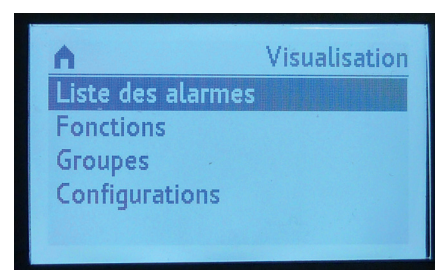 Visualisation
Liste des alarmes
Fonctions
Groupes
Configurations